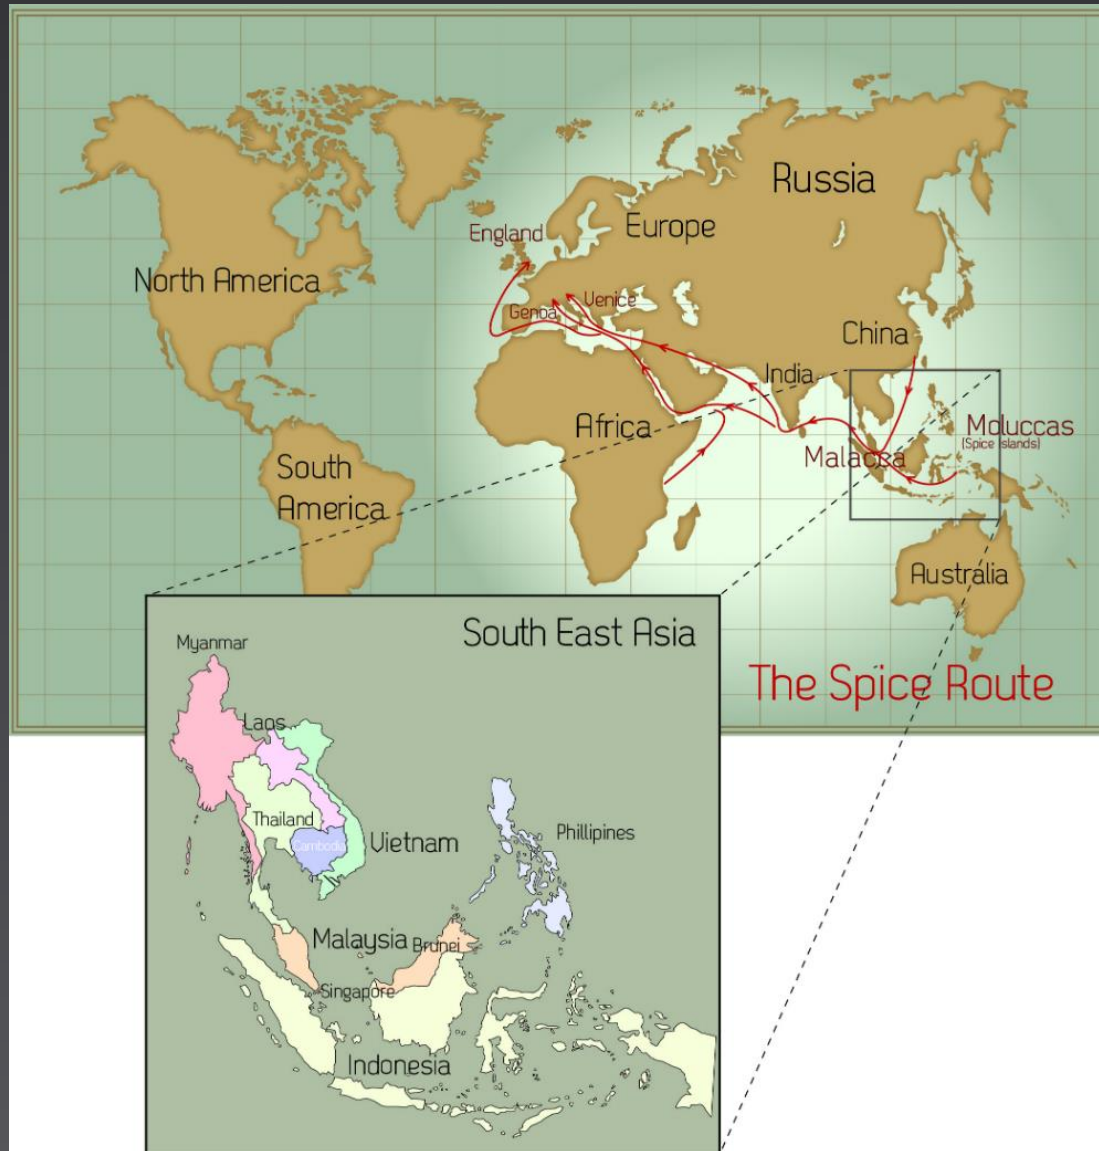 Russia
Europe
England
North America
Venice
Genoa
China
India
Africa
Moluccas
(Spice Islands)
Malacca
South
America
Australia
The Spice Route
South East Asia
Myanmar
Laos
Thailand
Cambodia
Vietnam
Phillipines
Malaysia
Brunei
Singapore
Indonesia